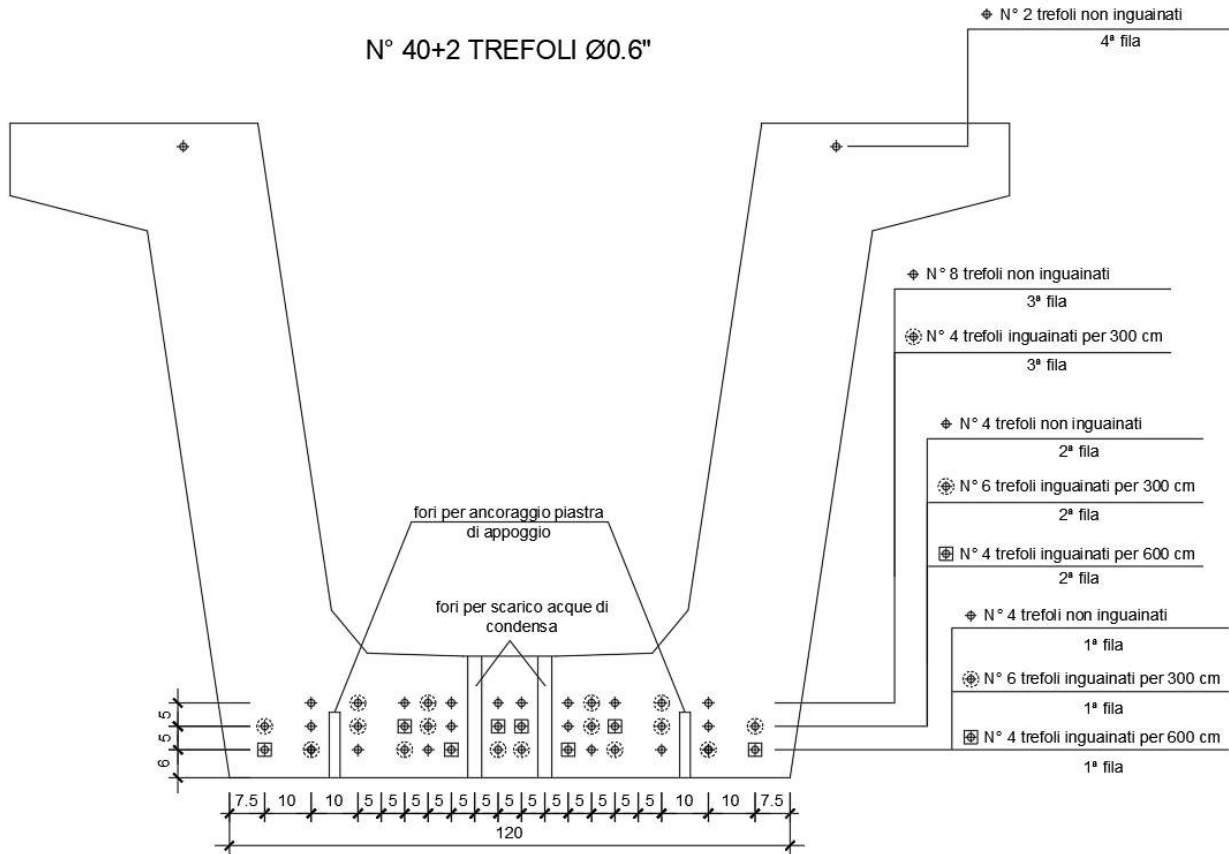 N° 2 trefoli non inguainati
4ª fila
N° 40+2 TREFOLI Ø0.6"
N° 8 trefoli non inguainati
3ª fila
N° 4 trefoli inguainati per 300 cm
3ª fila
N° 4 trefoli non inguainati
2ª fila
N° 6 trefoli inguainati per 300 cm
2ª fila
N° 4 trefoli inguainati per 600 cm
2ª fila
fori per ancoraggio piastra
di appoggio
fori per scarico acque di
condensa
N° 4 trefoli non inguainati
1ª fila
N° 6 trefoli inguainati per 300 cm
1ª fila
N° 4 trefoli inguainati per 600 cm
1ª fila
5
5
6
7.5 10 10 5 5 5 5 5 5 5 5 5 5 5 5 10 10 7.5
120